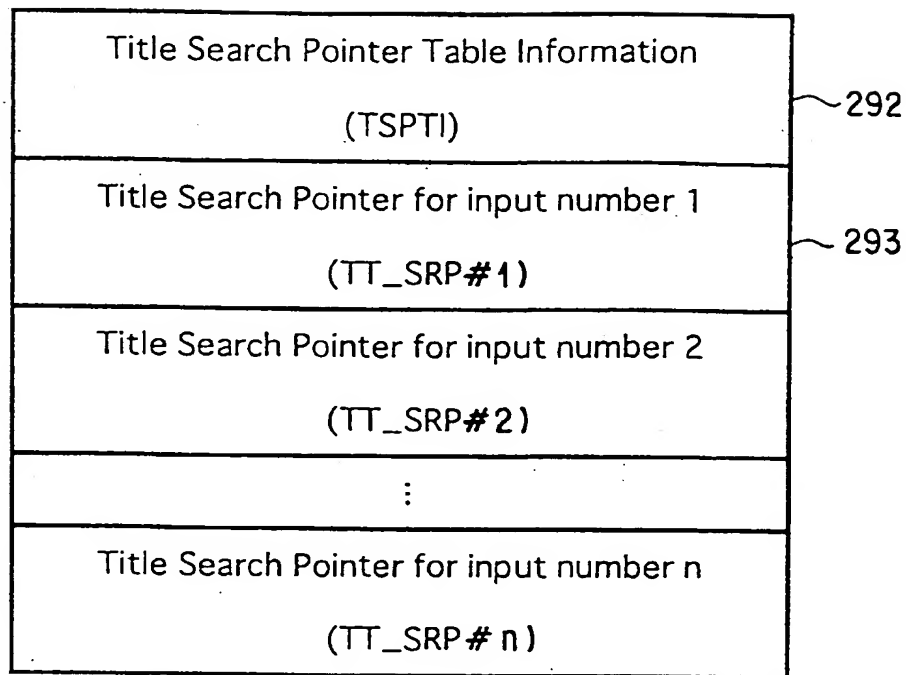 Title Search Pointer Table Information
(TSPTI)
292
Title Search Pointer for input number 1
(TT_SRP#1)
293
Title Search Pointer for input number 2
(TT_SRP#2)
⋮
Title Search Pointer for input number n
(TT_SRP#n)